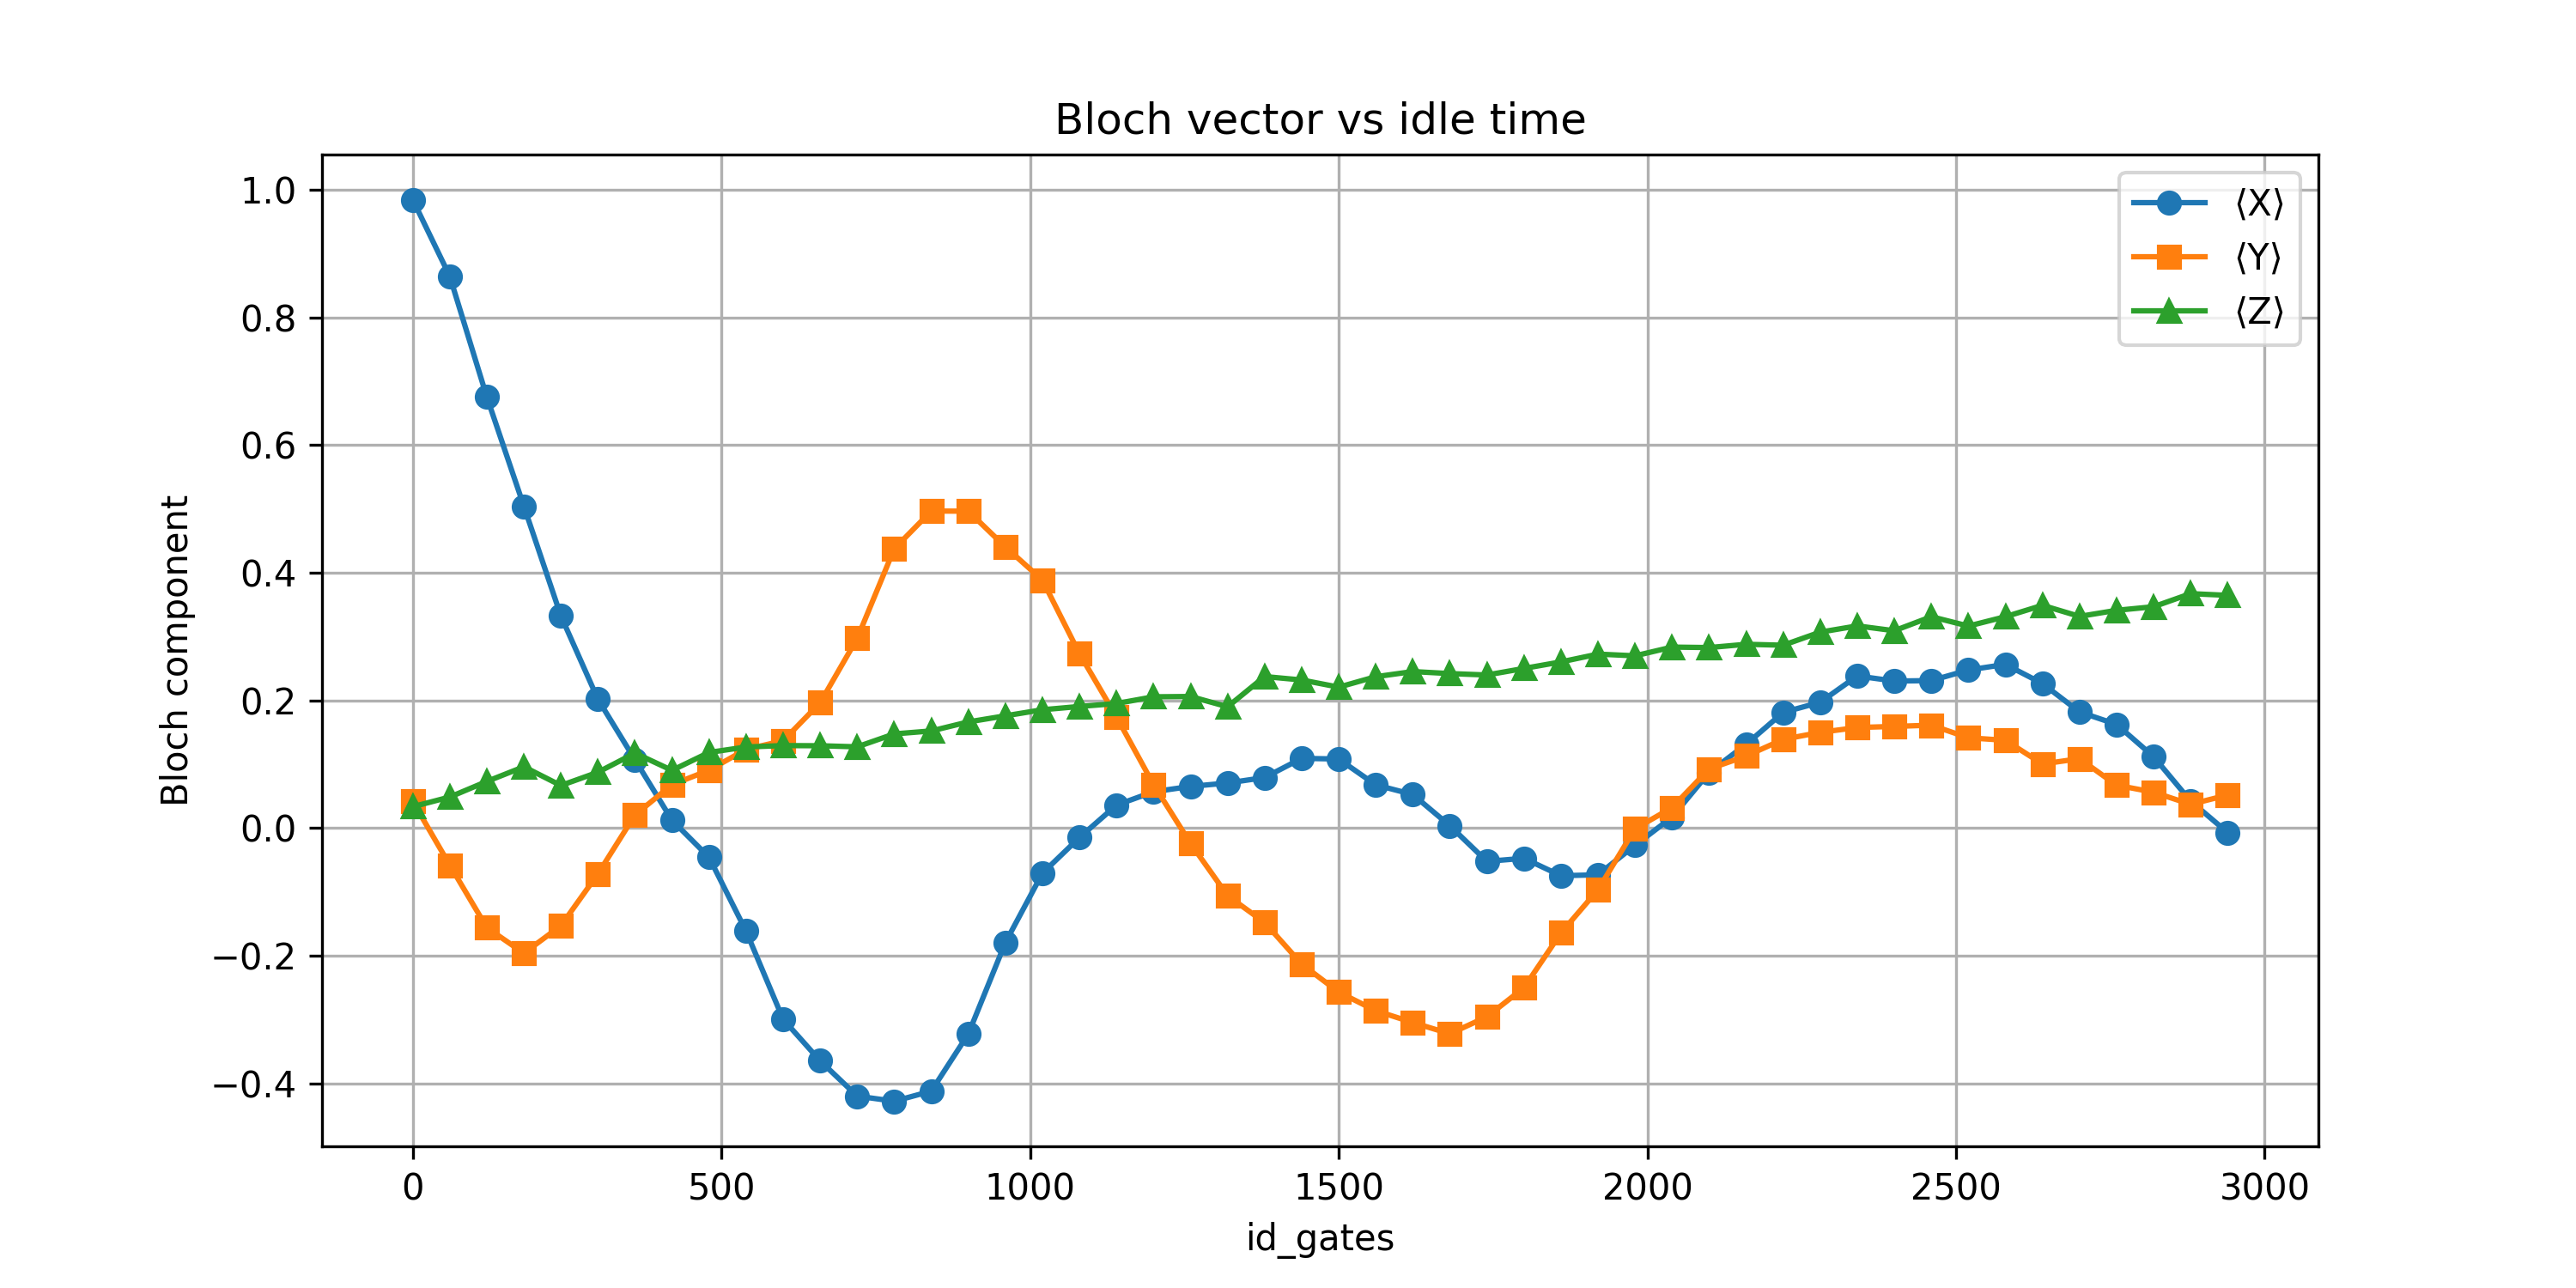 Bloch vector vs idle time
⟨X⟩
⟨Y⟩
⟨Z⟩
Bloch component
1.0
0.8
0.6
0.4
0.2
0.0
−0.2
−0.4
0 500 1000 1500 2000 2500 3000
id_gates